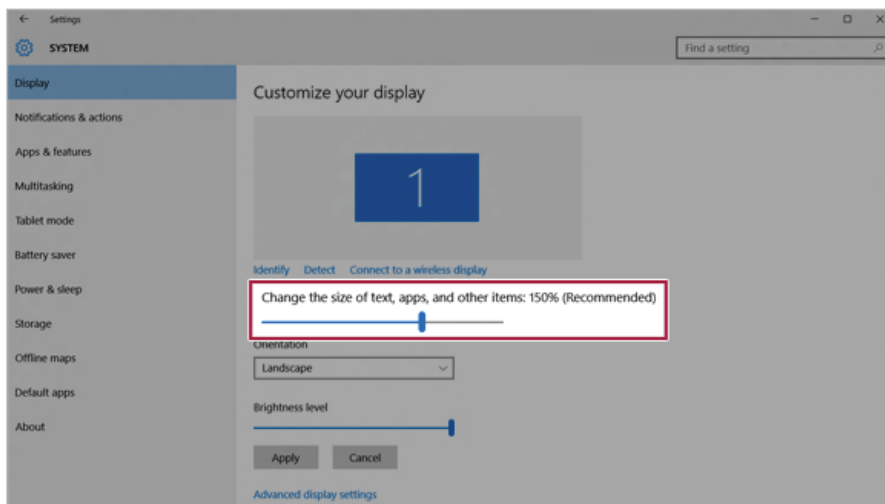 Settings
SYSTEM
Find a setting
Display
Notifications & actions
Apps & features
Multitasking
Tablet mode
Battery saver
Power & sleep
Storage
Offline maps
Default apps
About
Customize your display
1
Identify Detect Connect to a wireless display
Change the size of text, apps, and other items: 150% (Recommended)
Orientation
Landscape
Brightness level
Apply Cancel
Advanced display settings